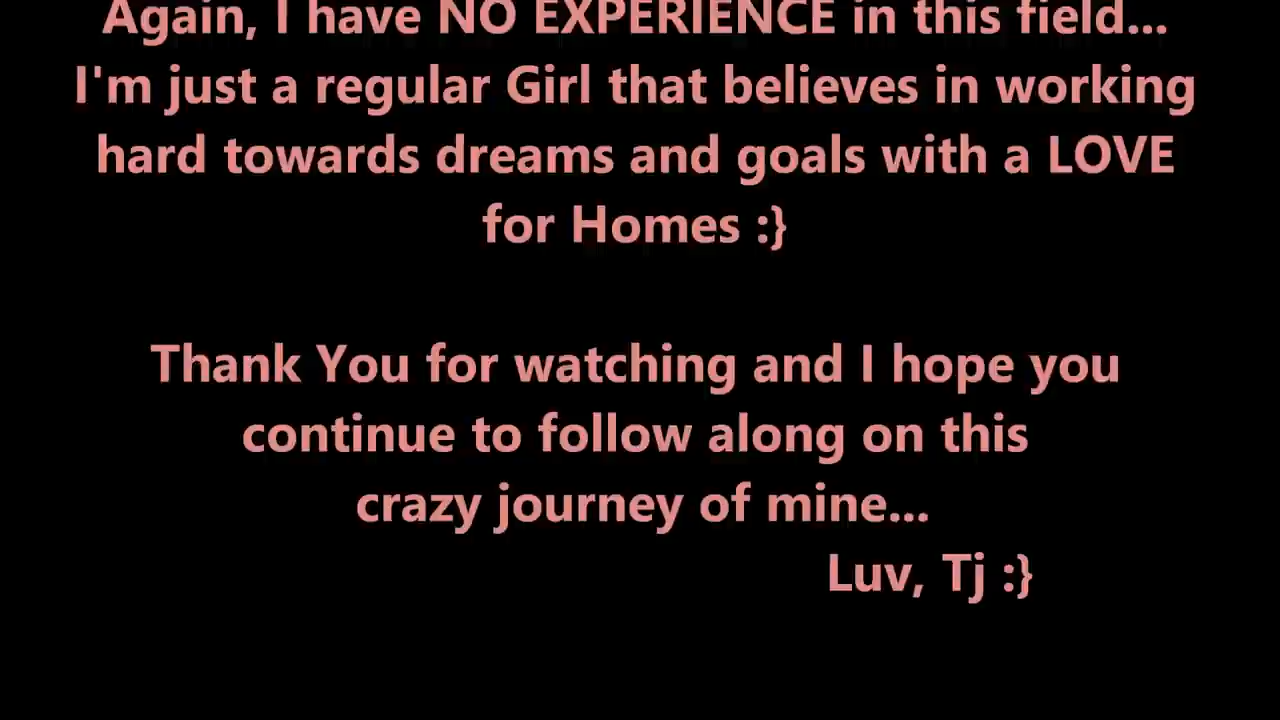 Again, I have NO EXPERIENCE in this field...
I'm just a regular Girl that believes in working
hard towards dreams and goals with a LOVE
for Homes :}
Thank You for watching and I hope you
continue to follow along on this
crazy journey of mine...
Luv, Tj :}